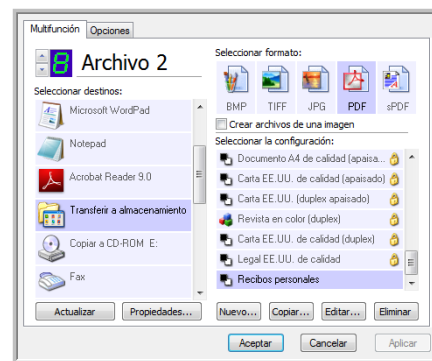 Multifunción
Opciones
8 Archivo 2
Seleccionar destinos:
Microsoft WordPad
Notepad
Acrobat Reader 9.0
Transferir a almacenamiento
Copiar a CD-ROM E:
Fax
Actualizar
Propiedades...
Seleccionar formato:
BMP TIFF JPG PDF sPDF
Crear archivos de una imagen
Seleccionar la configuración:
Documento A4 de calidad (apaisa...
Carta EE.UU. de calidad (apaisado)
Carta EE.UU. (duplex apaisado)
Revista en color (duplex)
Carta EE.UU. de calidad (duplex)
Legal EE.UU. de calidad
Recibos personales
Nuevo... Copiar... Editar... Eliminar
Aceptar Cancelar Aplicar